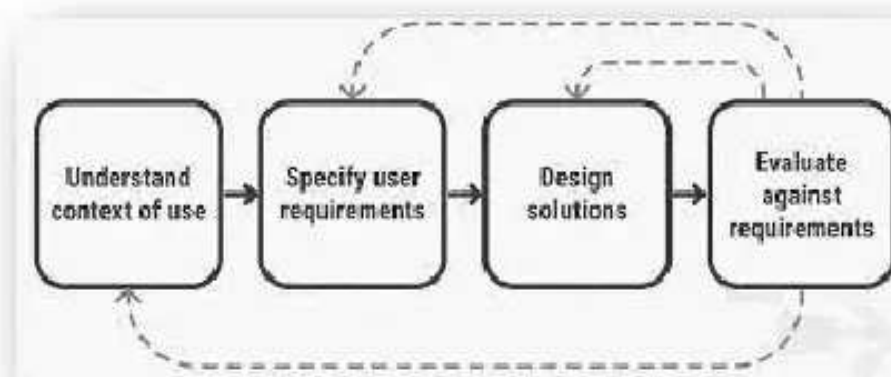 Understand
context of use
Specify user
requirements
Design
solutions
Evaluate
against
requirements